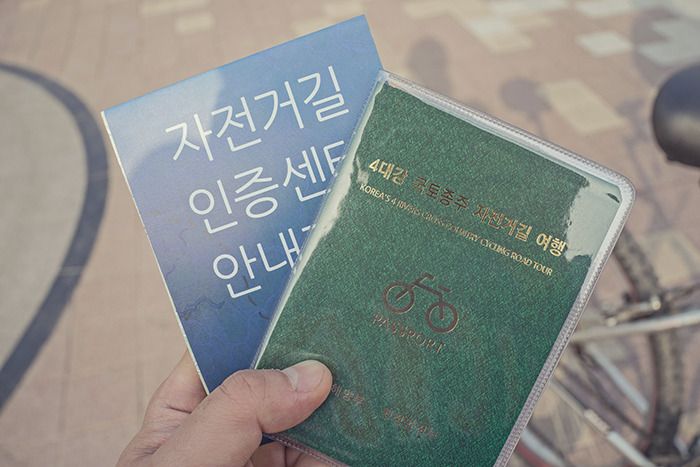 자전거길
인증센
안내
4대강 국토종주 자전거길 여행
KOREA'S 4 RIVERS CROSS-COUNTRY CYCLING ROAD TOUR
PASSPORT